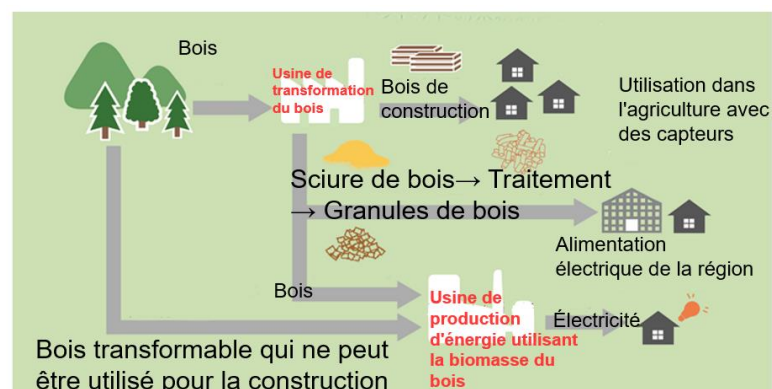 Bois
Usine de
transformation
du bois
Bois de
construction
Utilisation dans
l'agriculture avec
des capteurs
Sciure de bois→ Traitement
→ Granules de bois
Alimentation
électrique de la région
Bois
Usine de
production
d'énergie utilisant
la biomasse du
bois
Électricité
Bois transformable qui ne peut
être utilisé pour la construction